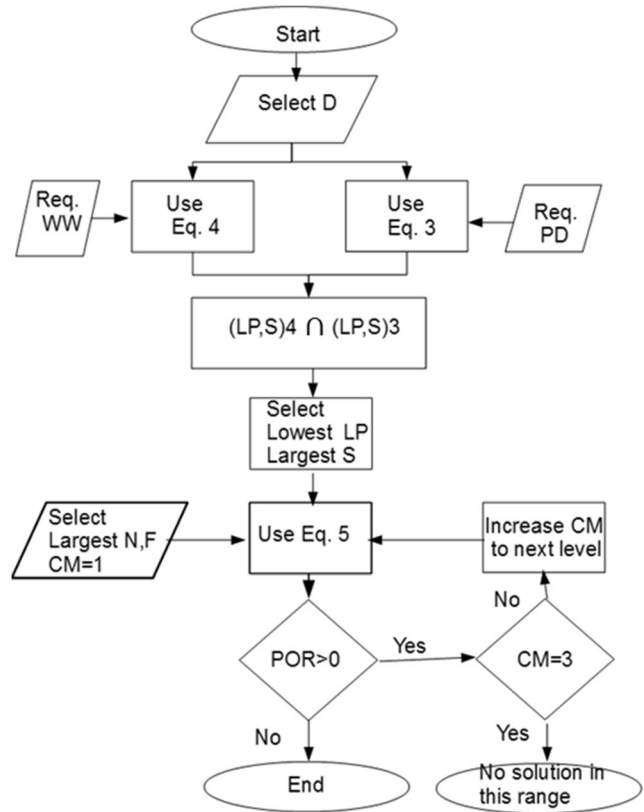 Start
Select D
Req.
WW
Use
Eq. 4
Use
Eq. 3
Req.
PD
(LP,S)4 ∩ (LP,S)3
Select
Lowest LP
Largest S
Select
Largest N,F
CM=1
Use Eq. 5
Increase CM
to next level
No
POR>0
Yes
CM=3
No
Yes
End
No solution in
this range